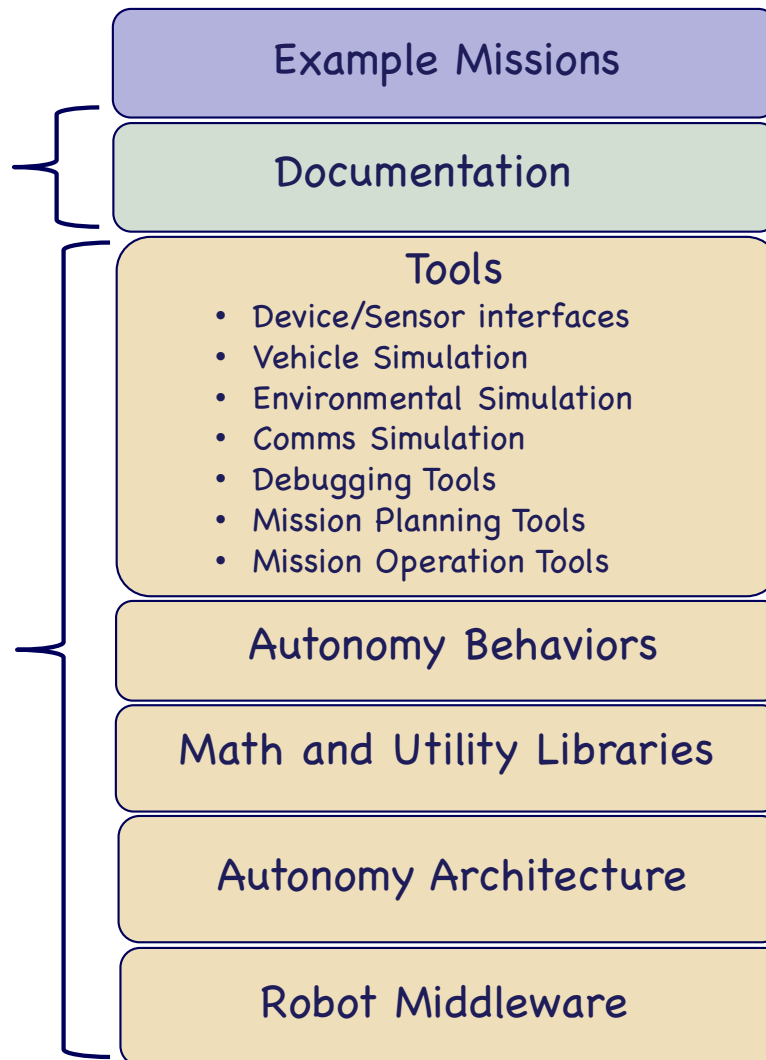 Example Missions
Documentation
Tools
• Device/Sensor interfaces
• Vehicle Simulation
• Environmental Simulation
• Comms Simulation
• Debugging Tools
• Mission Planning Tools
• Mission Operation Tools
Autonomy Behaviors
Math and Utility Libraries
Autonomy Architecture
Robot Middleware